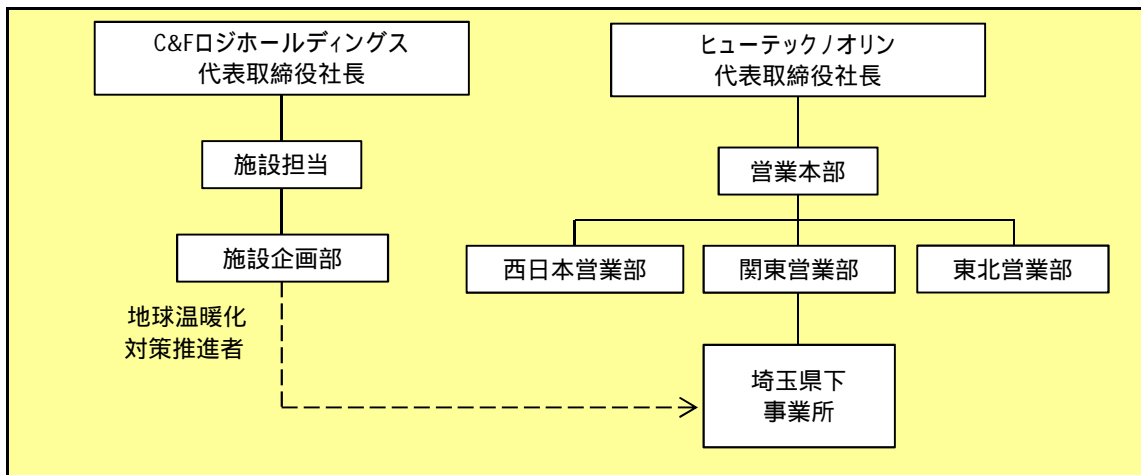 C&Fロジホールディングス
代表取締役社長
ヒューテックノオリン
代表取締役社長
施設担当
営業本部
施設企画部
西日本営業部
関東営業部
東北営業部
地球温暖化
対策推進者
埼玉県下
事業所